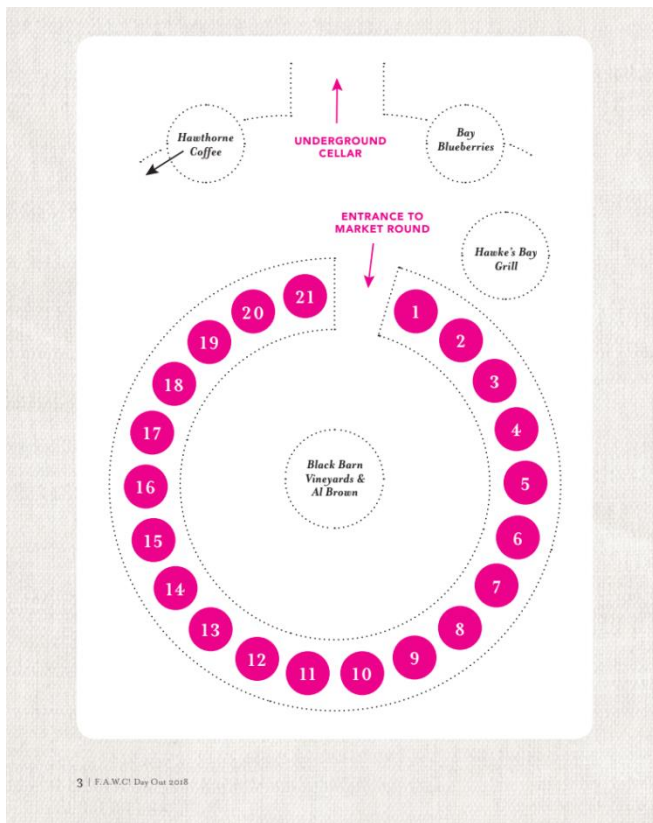 Hawthorne
Coffee
UNDERGROUND
CELLAR
Bay
Blueberries
ENTRANCE TO
MARKET ROUND
Hawke's Bay
Grill
21
1
20
2
19
3
18
4
17
5
16
6
15
7
14
8
13
9
12
10
11
Black Barn
Vineyards &
Al Brown
3 | F.A.W.C! Day Out 2018